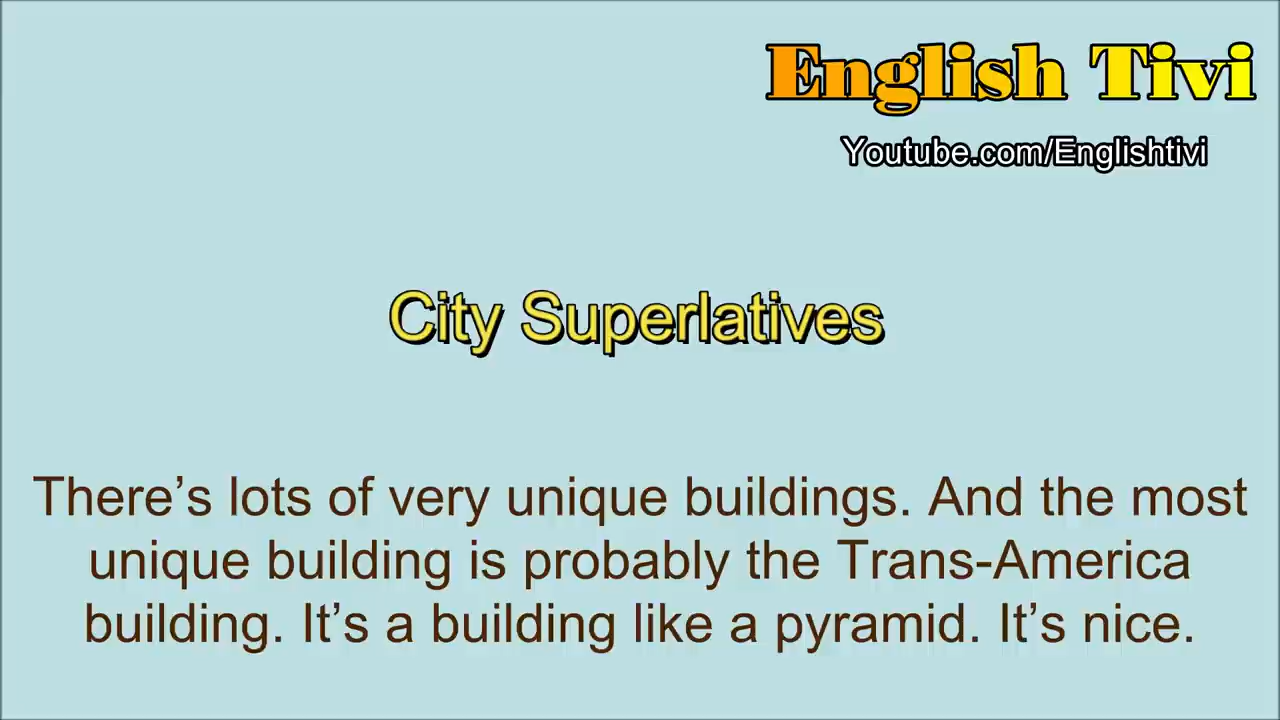 English Tivi
Youtube.com/Englishtivi
City Superlatives
There’s lots of very unique buildings. And the most
unique building is probably the Trans-America
building. It’s a building like a pyramid. It’s nice.